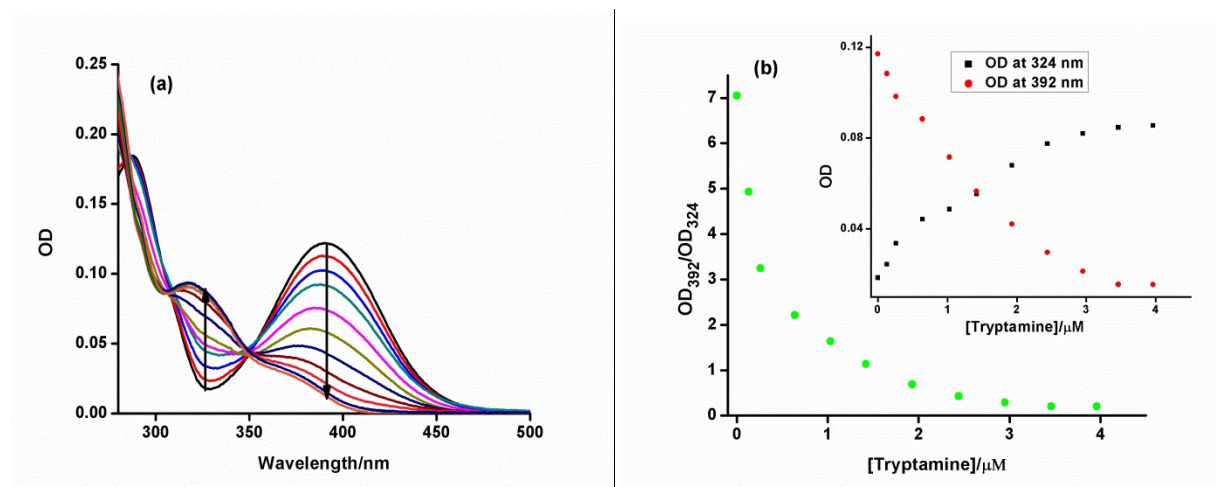 (a)
0.25
0.20
0.15
0.10
0.05
0.00
OD
300 350 400 450 500
Wavelength/nm
(b)
7
6
5
4
3
2
1
0
OD392/OD324
0 1 2 3 4
[Tryptamine]/μM
0.12
0.08
0.04
OD
OD at 324 nm
OD at 392 nm
0 1 2 3 4
[Tryptamine]/μM